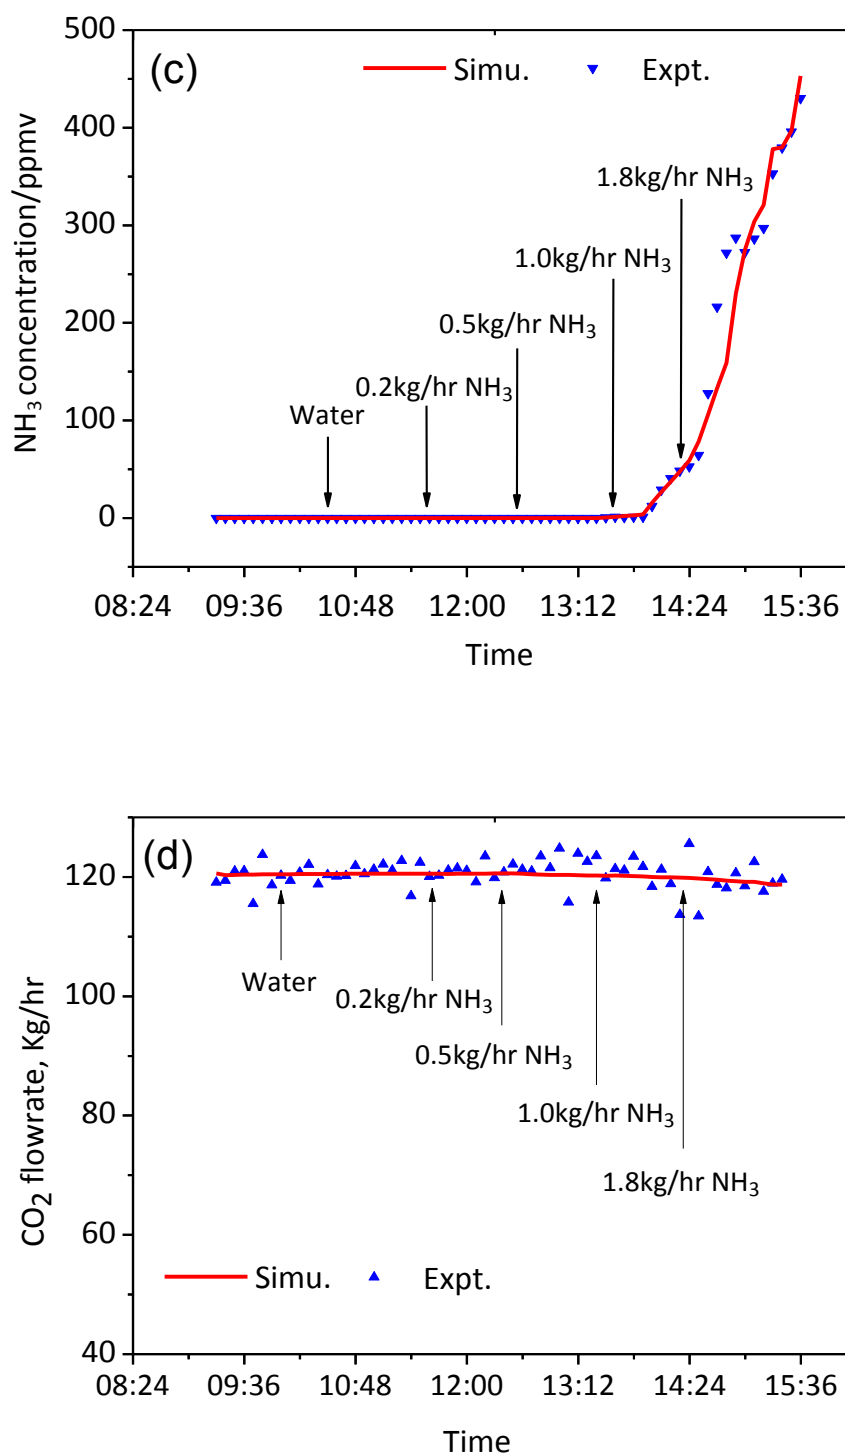 500
(c)
Simu.
Expt.
400
1.8kg/hr NH₃
300
1.0kg/hr NH₃
0.5kg/hr NH₃
200
0.2kg/hr NH₃
Water
100
0
NH₃ concentration/ppmv
08:24 09:36 10:48 12:00 13:12 14:24 15:36
Time
(d)
120
Water
0.2kg/hr NH₃
100
0.5kg/hr NH₃
1.0kg/hr NH₃
80
1.8kg/hr NH₃
60
Simu.
Expt.
40
CO₂ flowrate, Kg/hr
08:24 09:36 10:48 12:00 13:12 14:24 15:36
Time